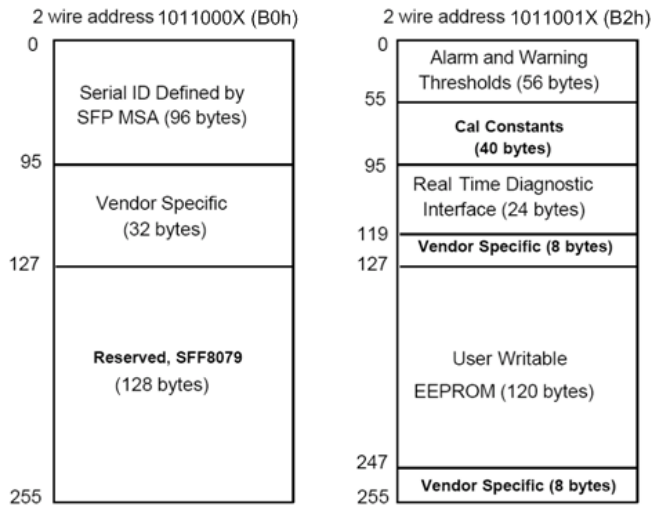 2 wire address 1011000X (B0h)
0
Serial ID Defined by
SFP MSA (96 bytes)
95
Vendor Specific
(32 bytes)
127
Reserved, SFF8079
(128 bytes)
255
2 wire address 1011001X (B2h)
0
Alarm and Warning
Thresholds (56 bytes)
55
Cal Constants
(40 bytes)
95
Real Time Diagnostic
Interface (24 bytes)
119
Vendor Specific (8 bytes)
127
User Writable
EEPROM (120 bytes)
247
Vendor Specific (8 bytes)
255